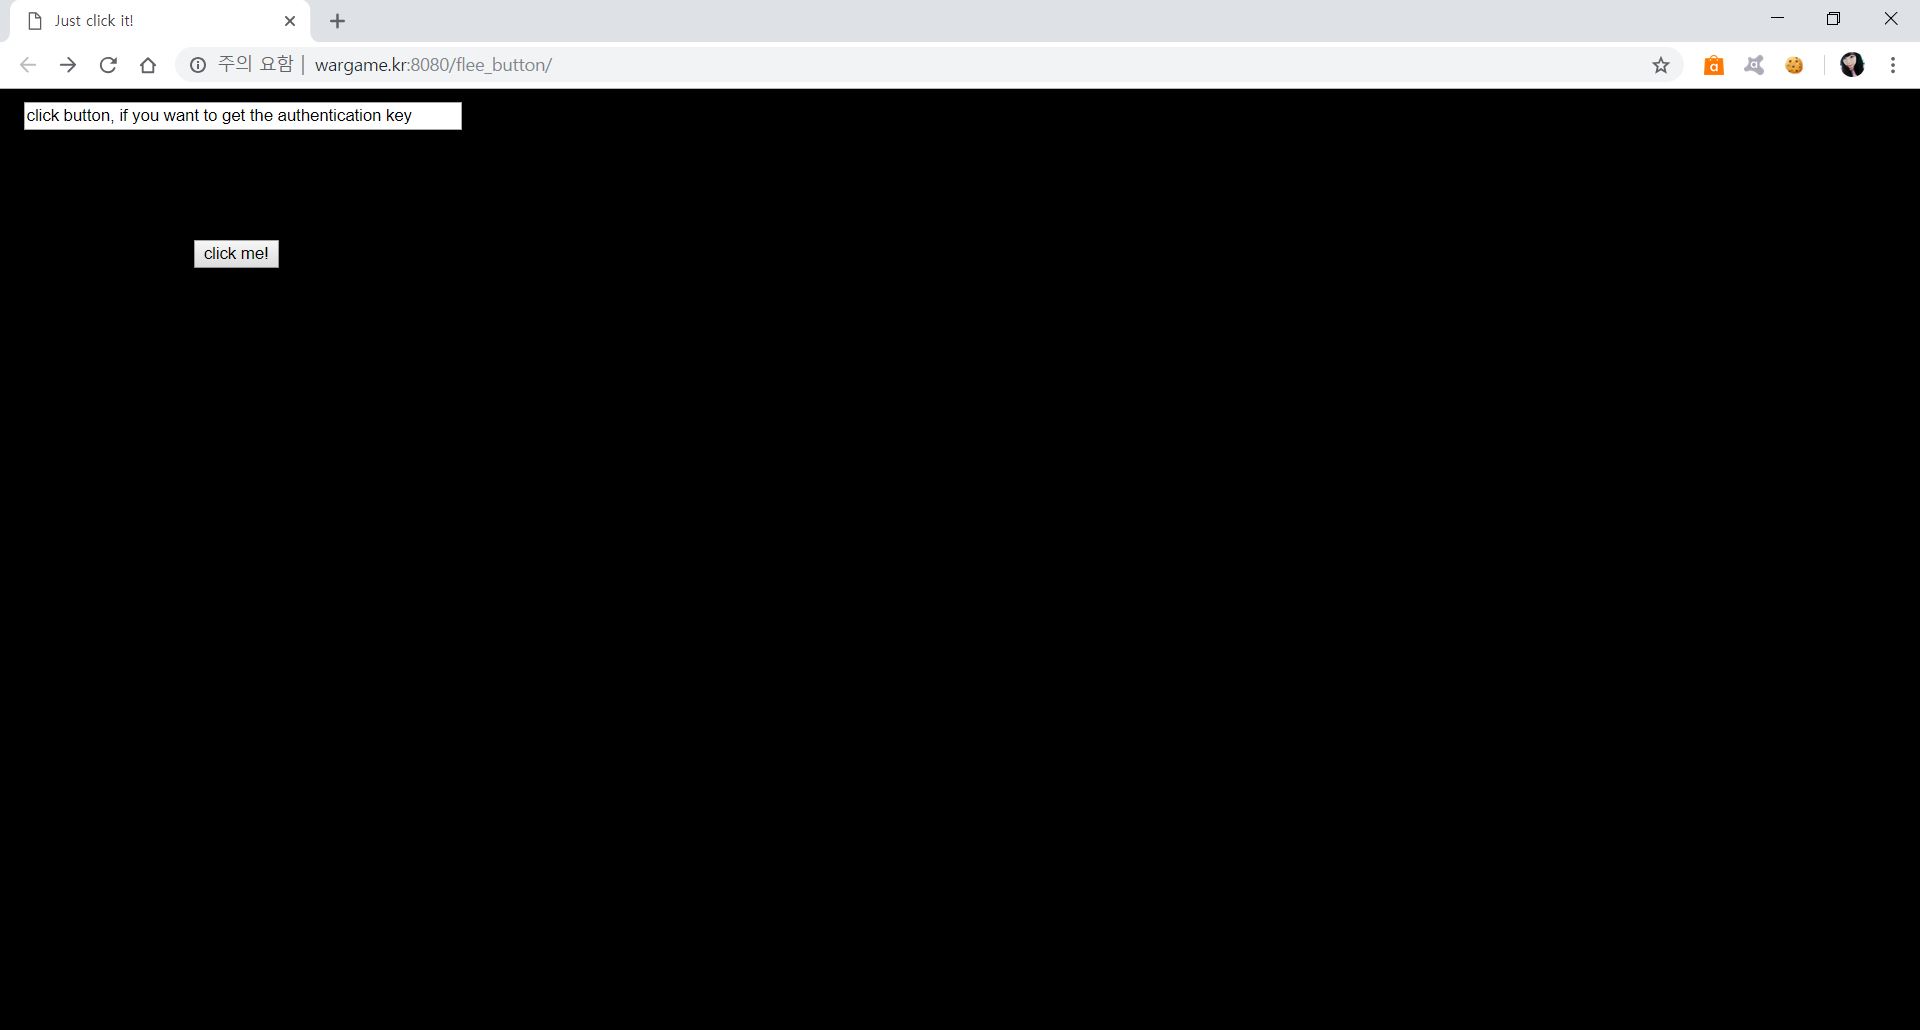 Just click it!
주의 요함 | wargame.kr:8080/flee_button/
click button, if you want to get the authentication key
click me!